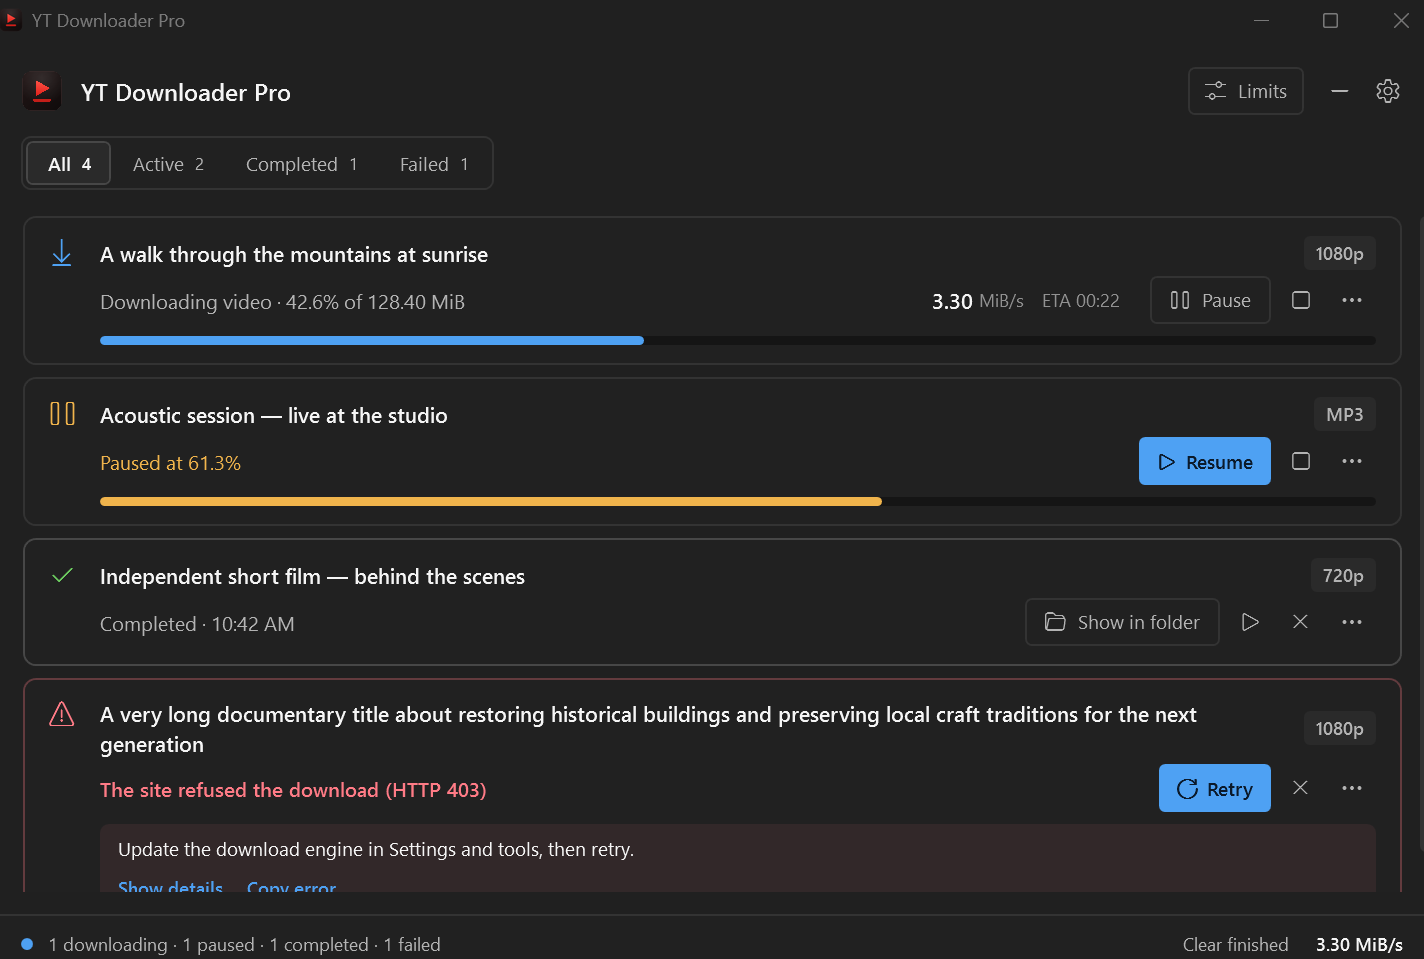 YT Downloader Pro
YT Downloader Pro
Limits
All 4 Active 2 Completed 1 Failed 1
A walk through the mountains at sunrise
1080p
Downloading video · 42.6% of 128.40 MiB
3.30 MiB/s ETA 00:22 Pause
Acoustic session — live at the studio
MP3
Paused at 61.3%
Resume
Independent short film — behind the scenes
720p
Completed · 10:42 AM
Show in folder
A very long documentary title about restoring historical buildings and preserving local craft traditions for the next
generation
1080p
The site refused the download (HTTP 403)
Retry
Update the download engine in Settings and tools, then retry.
Show details Copy error
1 downloading · 1 paused · 1 completed · 1 failed
Clear finished 3.30 MiB/s